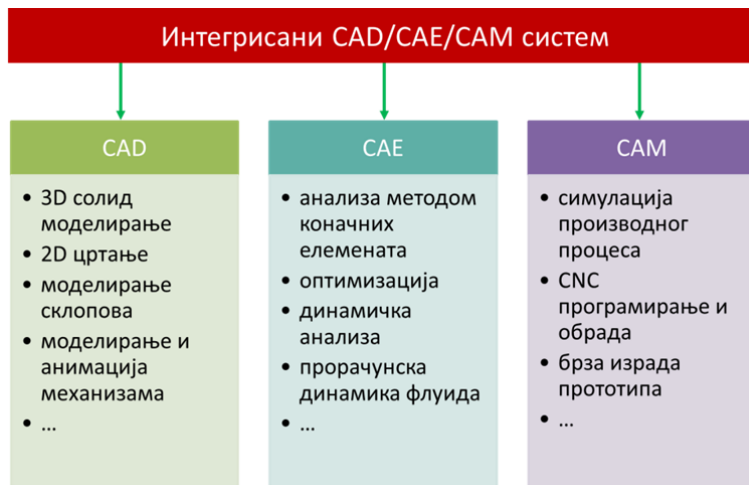 Интегрисани CAD/CAE/CAM систем
CAD
• 3D солид
моделирање
• 2D цртање
• моделирање
склопова
• моделирање и
анимација
механизама
• ...
CAE
• анализа методом
коначних
елемената
• оптимизација
• динамичка
анализа
• прорачунска
динамика флуида
• ...
CAM
• симулација
производног
процеса
• CNC
програмирање и
обрада
• брза израда
прототипа
• ...